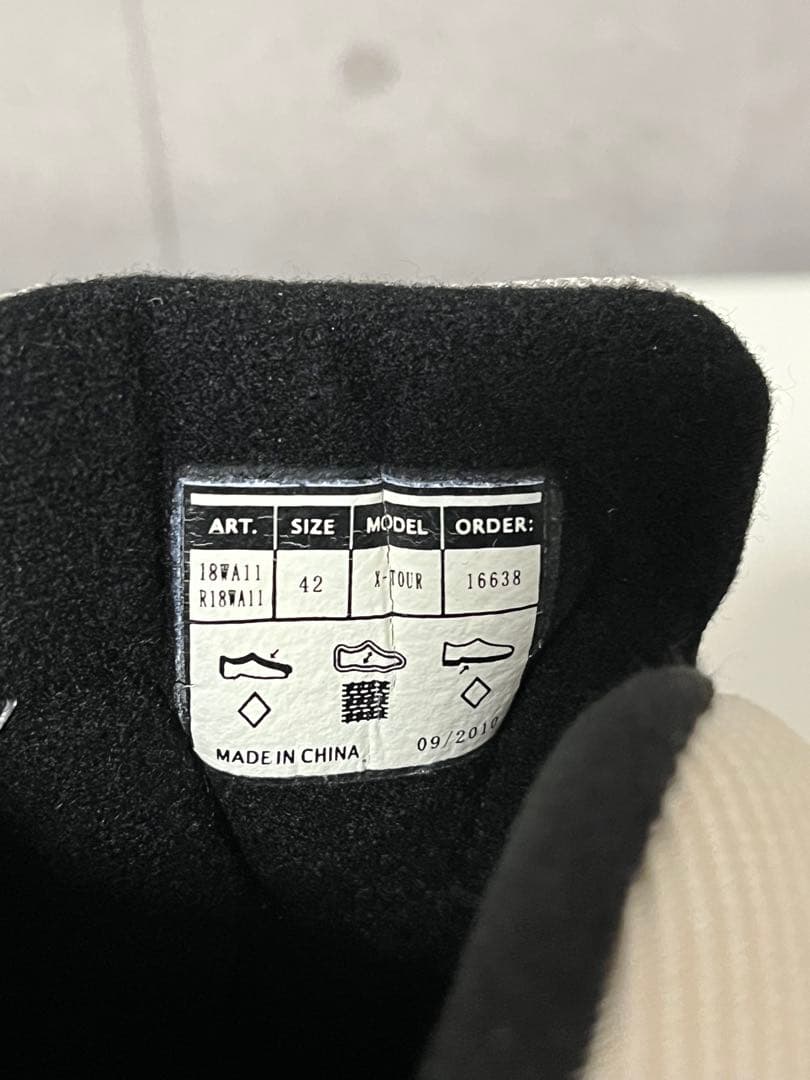 ART. SIZE MODEL ORDER:
18WA11 42 X-TOUR 16638
R18WA11
MADE IN CHINA. 09/2010